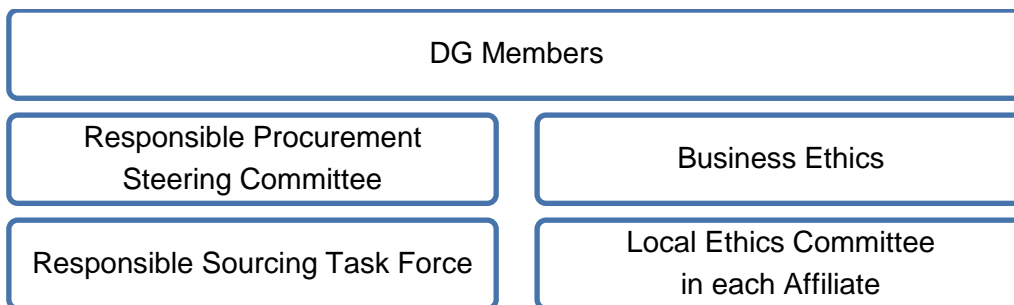 DG Members
Responsible Procurement
Steering Committee
Business Ethics
Responsible Sourcing Task Force
Local Ethics Committee
in each Affiliate